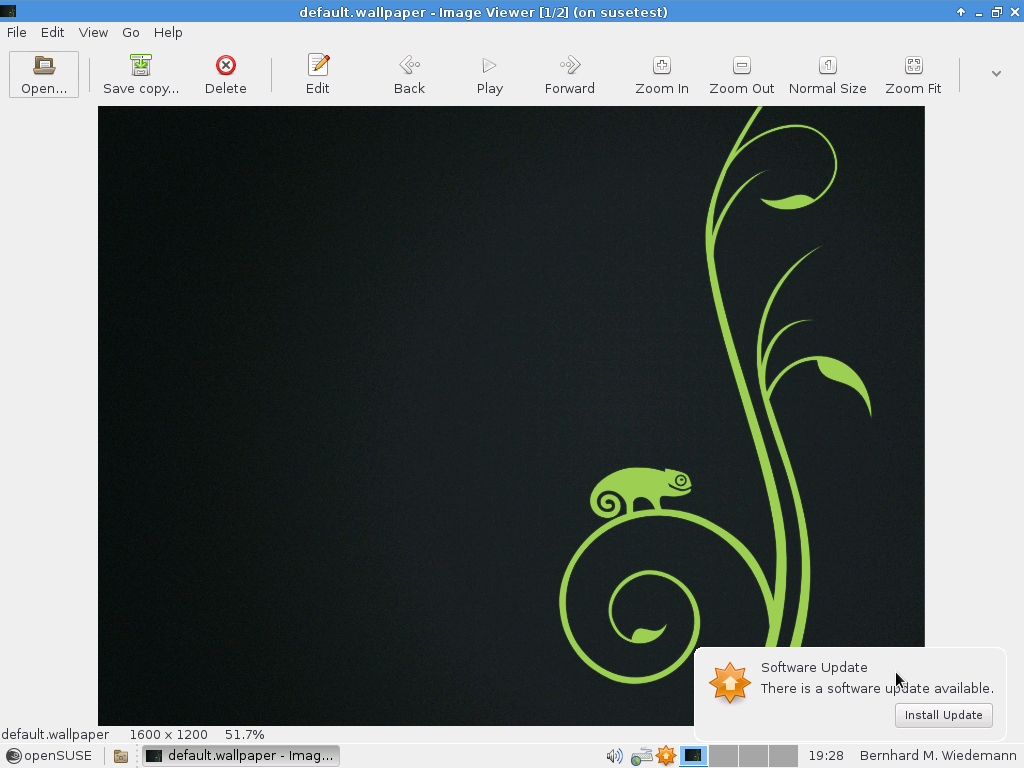 default.wallpaper - Image Viewer [1/2] (on susetest)
File Edit View Go Help
Open... Save copy... Delete Edit Back Play Forward Zoom In Zoom Out Normal Size Zoom Fit
Software Update
There is a software update available.
Install Update
default.wallpaper 1600 x 1200 51.7%
openSUSE default.wallpaper - Imag... 19:28 Bernhard M. Wiedemann